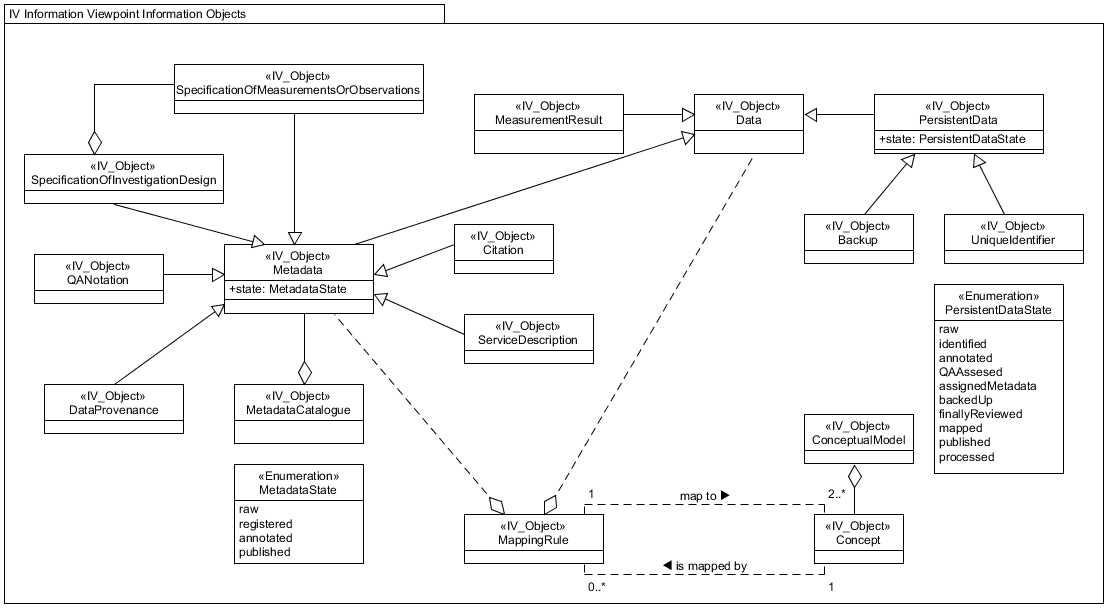 IV Information Viewpoint Information Objects
«IV_Object»
SpecificationOfMeasurementsOrObservations
«IV_Object»
MeasurementResult
«IV_Object»
Data
«IV_Object»
PersistentData
+state: PersistentDataState
«IV_Object»
SpecificationOfInvestigationDesign
«IV_Object»
Backup
«IV_Object»
UniqueIdentifier
«IV_Object»
Metadata
+state: MetadataState
«IV_Object»
Citation
«IV_Object»
QANotation
«IV_Object»
ServiceDescription
«Enumeration»
PersistentDataState
raw
identified
annotated
QAAssesed
assignedMetadata
backedUp
finallyReviewed
mapped
published
processed
«IV_Object»
DataProvenance
«IV_Object»
MetadataCatalogue
«IV_Object»
ConceptualModel
«Enumeration»
MetadataState
raw
registered
annotated
published
1 map to ▶ 2..*
«IV_Object»
MappingRule
«IV_Object»
Concept
◀ is mapped by
0..* 1